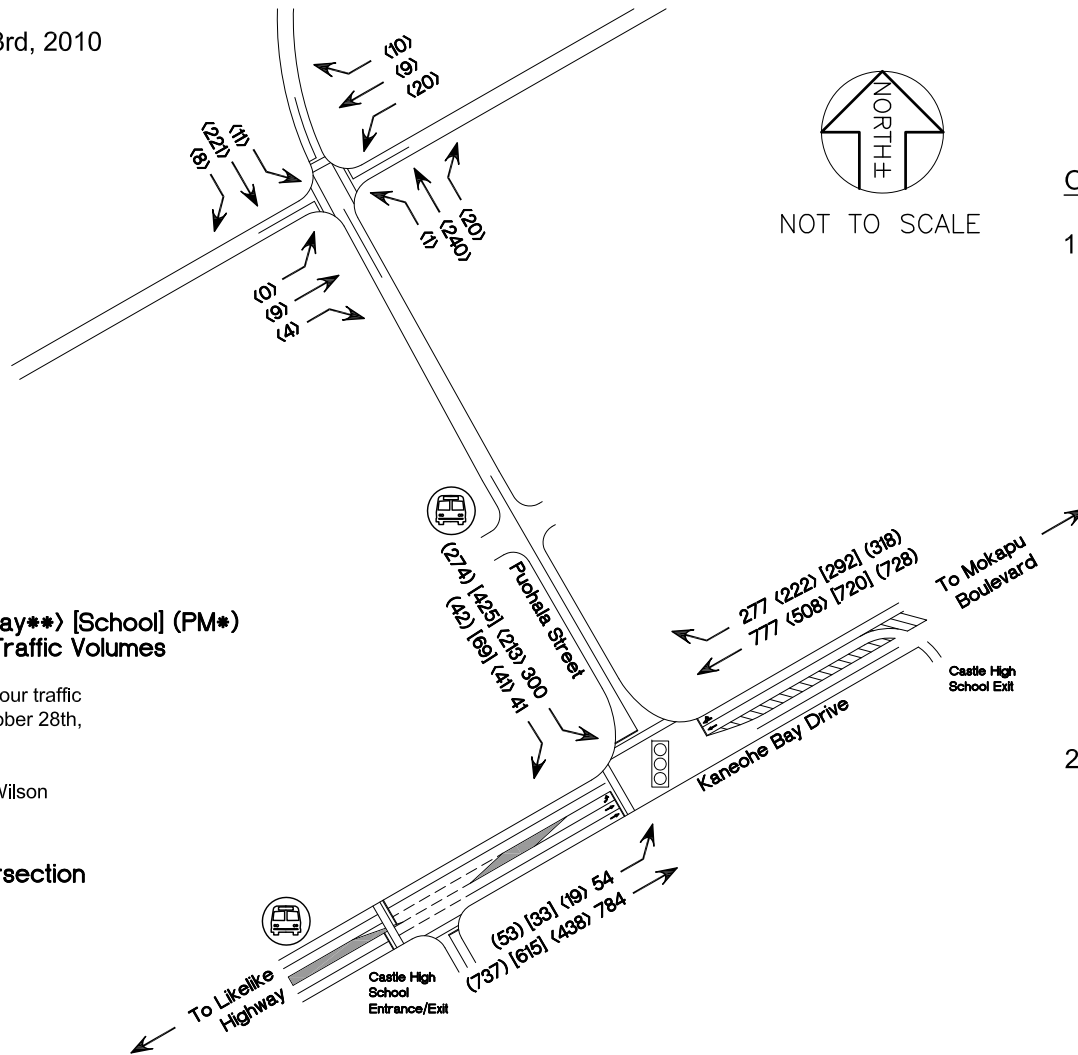 3rd, 2010
⟨10⟩
⟨9⟩
⟨20⟩
⟨11⟩
⟨221⟩
⟨8⟩
⟨20⟩
⟨240⟩
⟨1⟩
⟨0⟩
⟨9⟩
⟨4⟩
NORTH±
NOT TO SCALE
1
2
ay**⟩ [School] (PM*)
Traffic Volumes
our traffic
ober 28th,
Wilson
rsection
(274) [425] ⟨213⟩ 300
(42) [69] ⟨41⟩ 41
Puohala Street
277 ⟨222⟩ [292] (318)
777 ⟨508⟩ [720] (728)
To Mokapu
Boulevard
Castle High
School Exit
Kaneohe Bay Drive
(53) [33] ⟨19⟩ 54
(737) [615] ⟨438⟩ 784
Castle High
School
Entrance/Exit
To Likelike
Highway